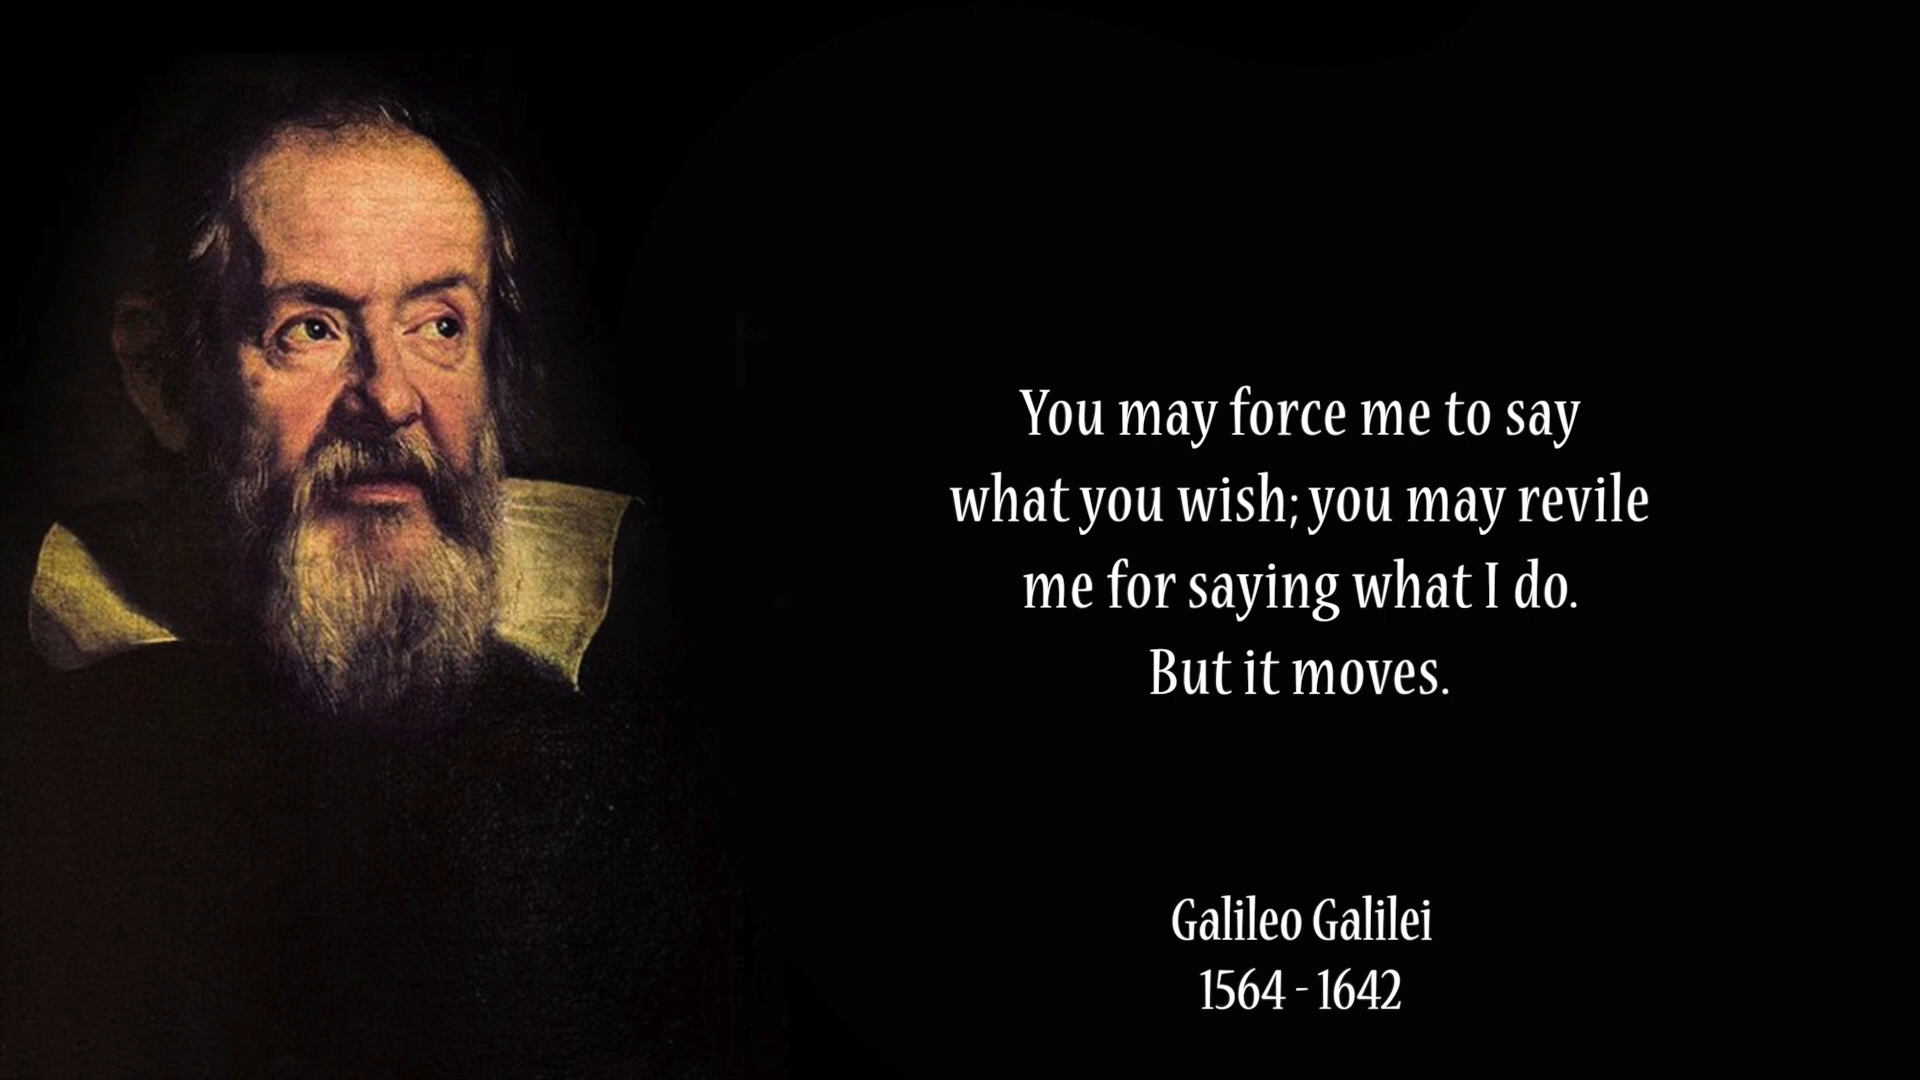 You may force me to say
what you wish; you may revile
me for saying what I do.
But it moves.
Galileo Galilei
1564 - 1642